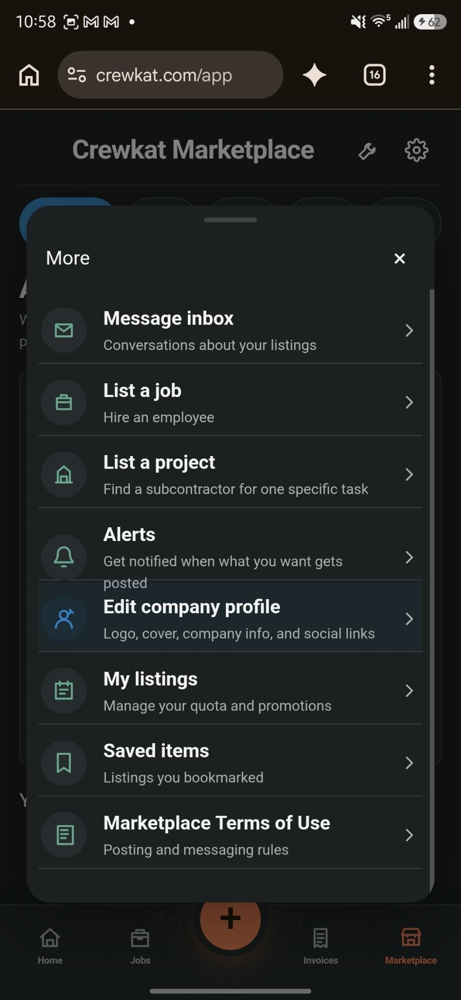 10:58
5
62
crewkat.com/app
16
Crewkat Marketplace
More
Message inbox
Conversations about your listings
List a job
Hire an employee
List a project
Find a subcontractor for one specific task
Alerts
Get notified when what you want gets
posted
Edit company profile
Logo, cover, company info, and social links
My listings
Manage your quota and promotions
Saved items
Listings you bookmarked
Marketplace Terms of Use
Posting and messaging rules
No yet.
Home
Jobs
Invoices
Marketplace